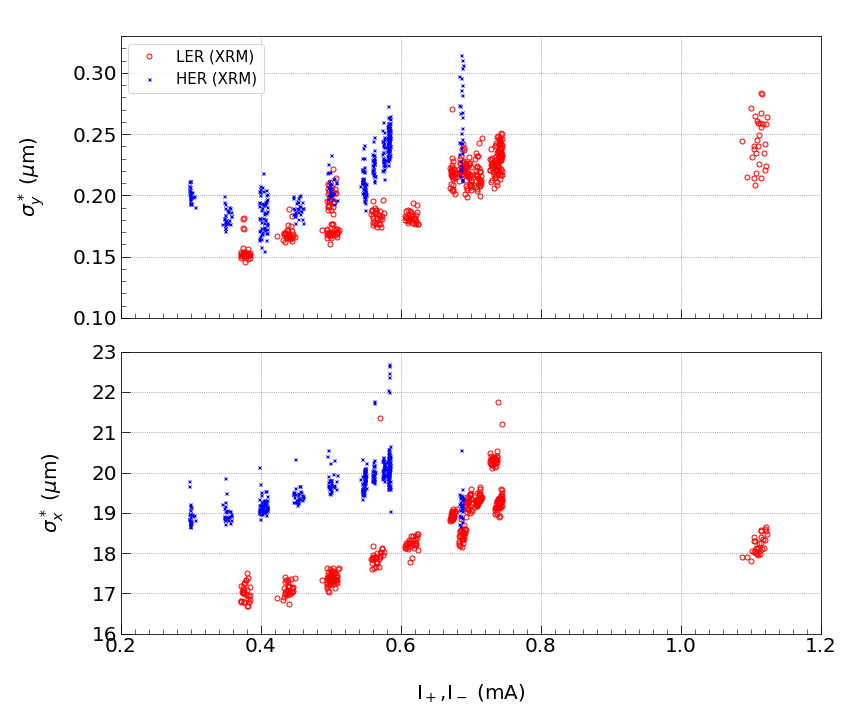 LER (XRM)
HER (XRM)
0.30
0.25
0.20
0.15
0.10
σ*y (μm)
23
22
21
20
19
18
17
16
σ*x (μm)
0.2 0.4 0.6 0.8 1.0 1.2
I+,I− (mA)